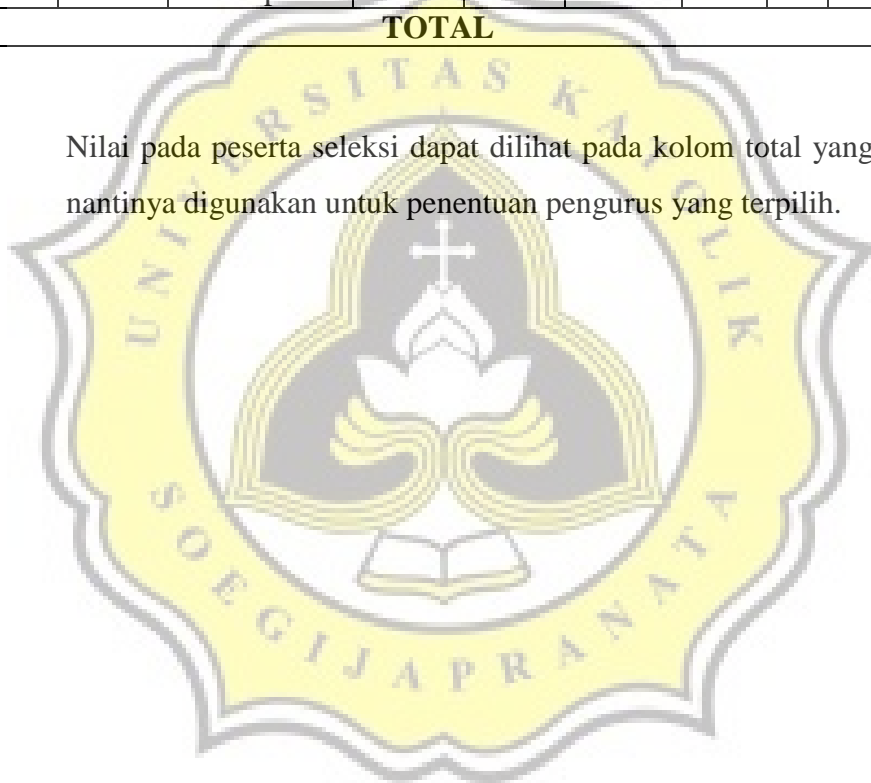 TOTAL
Nilai pada peserta seleksi dapat dilihat pada kolom total yang
nantinya digunakan untuk penentuan pengurus yang terpilih.
UNIVERSITAS KATOLIK
SOEGIJAPRANATA